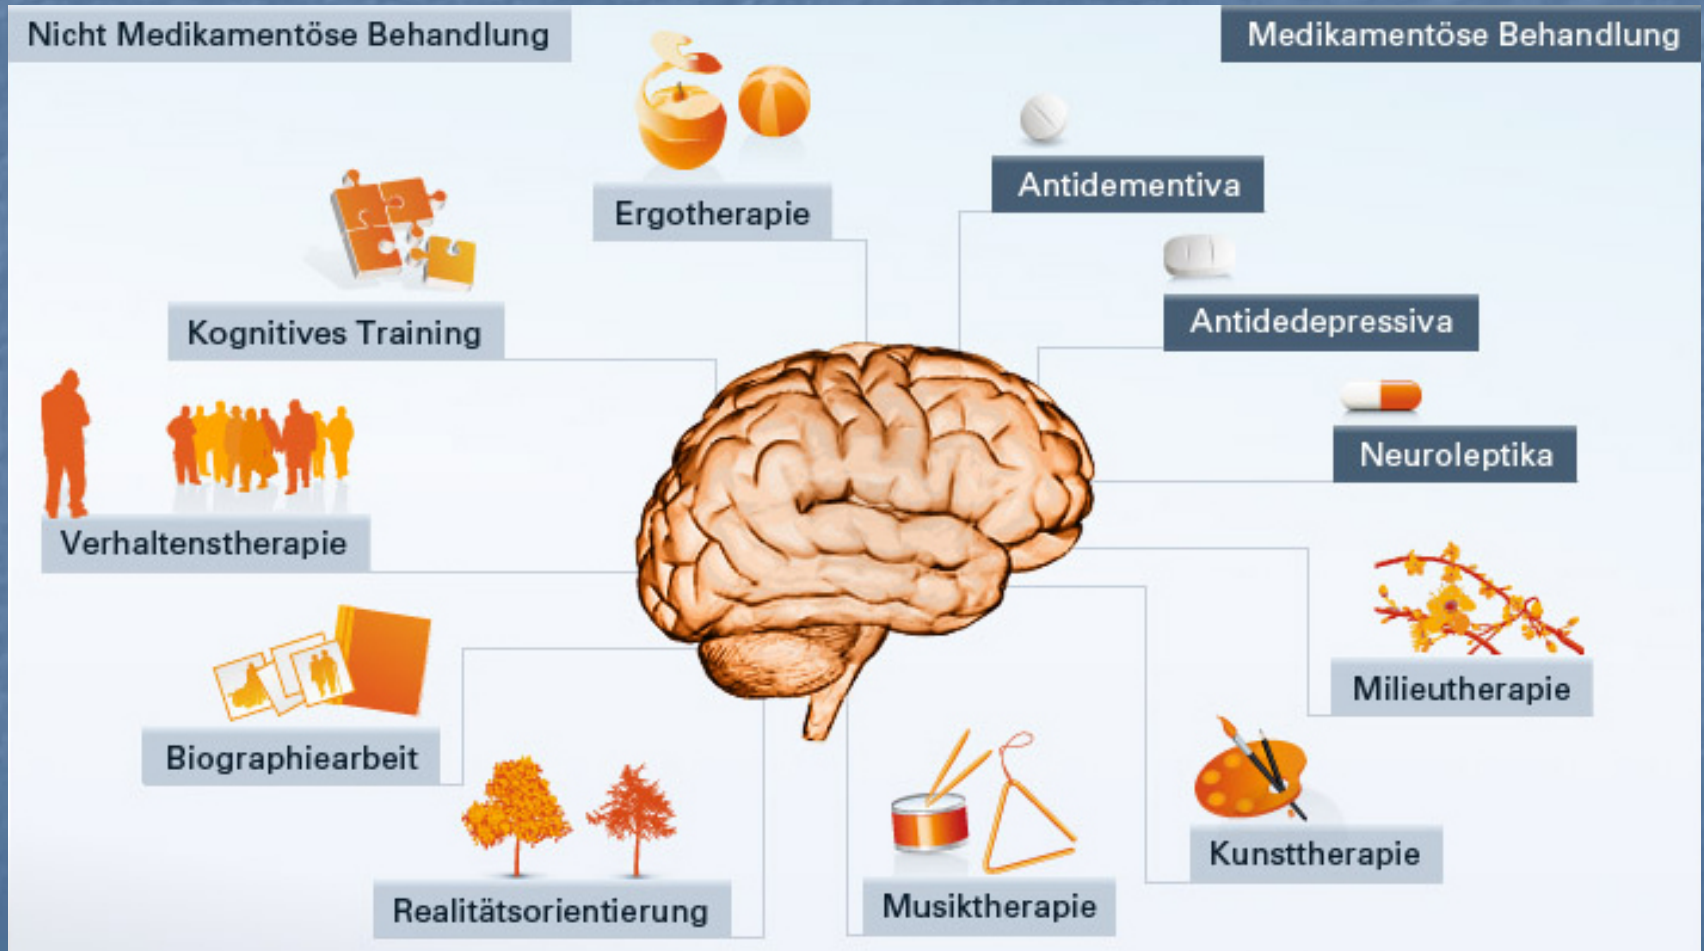 Nicht Medikamentöse Behandlung
Medikamentöse Behandlung
Ergotherapie
Antidementiva
Kognitives Training
Antidedepressiva
Verhaltenstherapie
Neuroleptika
Biographiearbeit
Milieutherapie
Realitätsorientierung
Musiktherapie
Kunsttherapie